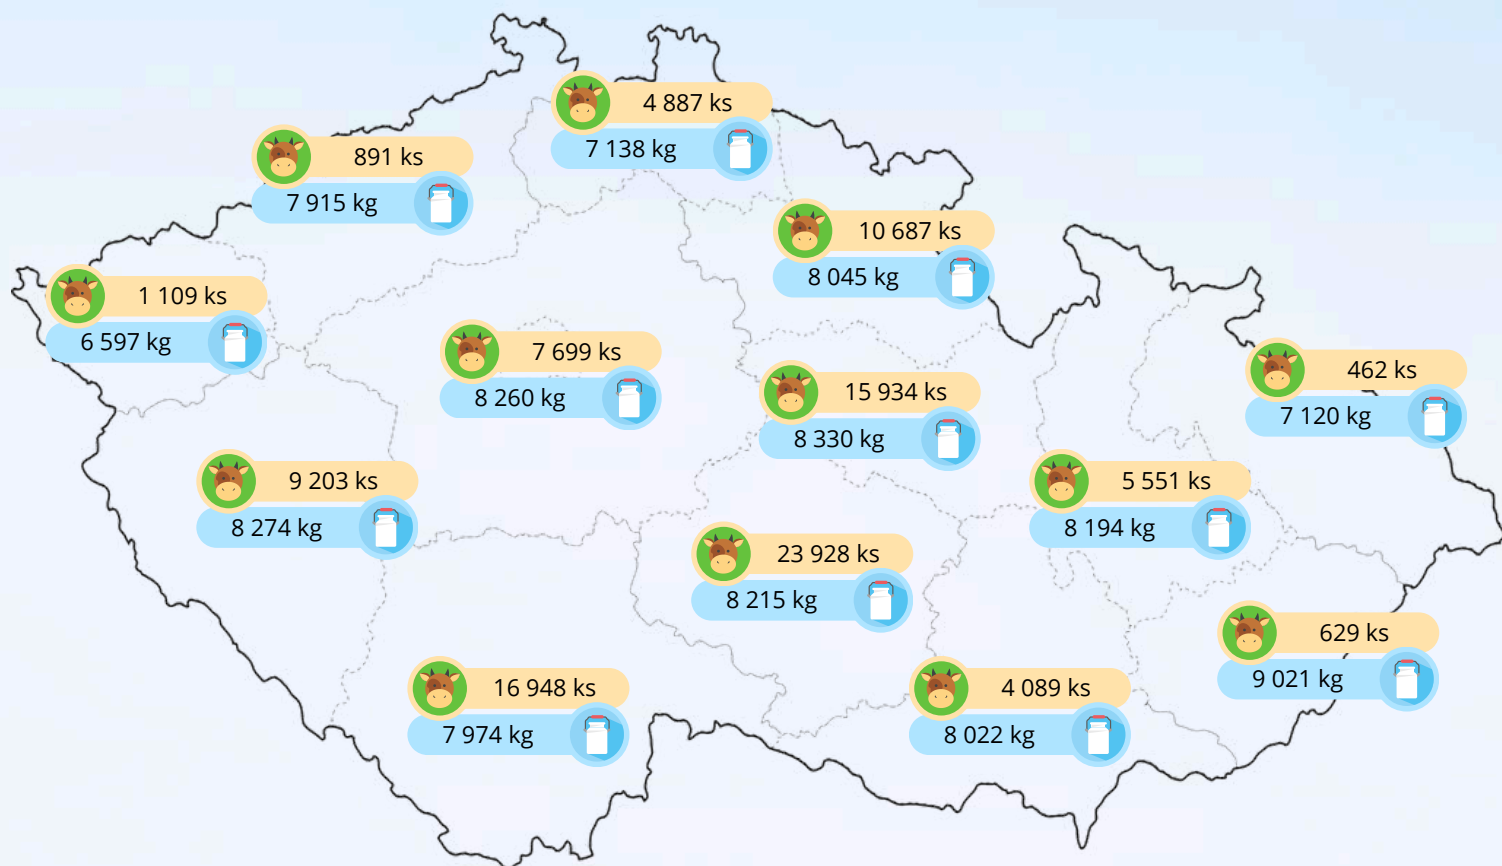 4 887 ks
7 138 kg
891 ks
7 915 kg
10 687 ks
8 045 kg
1 109 ks
6 597 kg
7 699 ks
8 260 kg
15 934 ks
8 330 kg
462 ks
7 120 kg
9 203 ks
8 274 kg
5 551 ks
8 194 kg
23 928 ks
8 215 kg
629 ks
9 021 kg
16 948 ks
7 974 kg
4 089 ks
8 022 kg